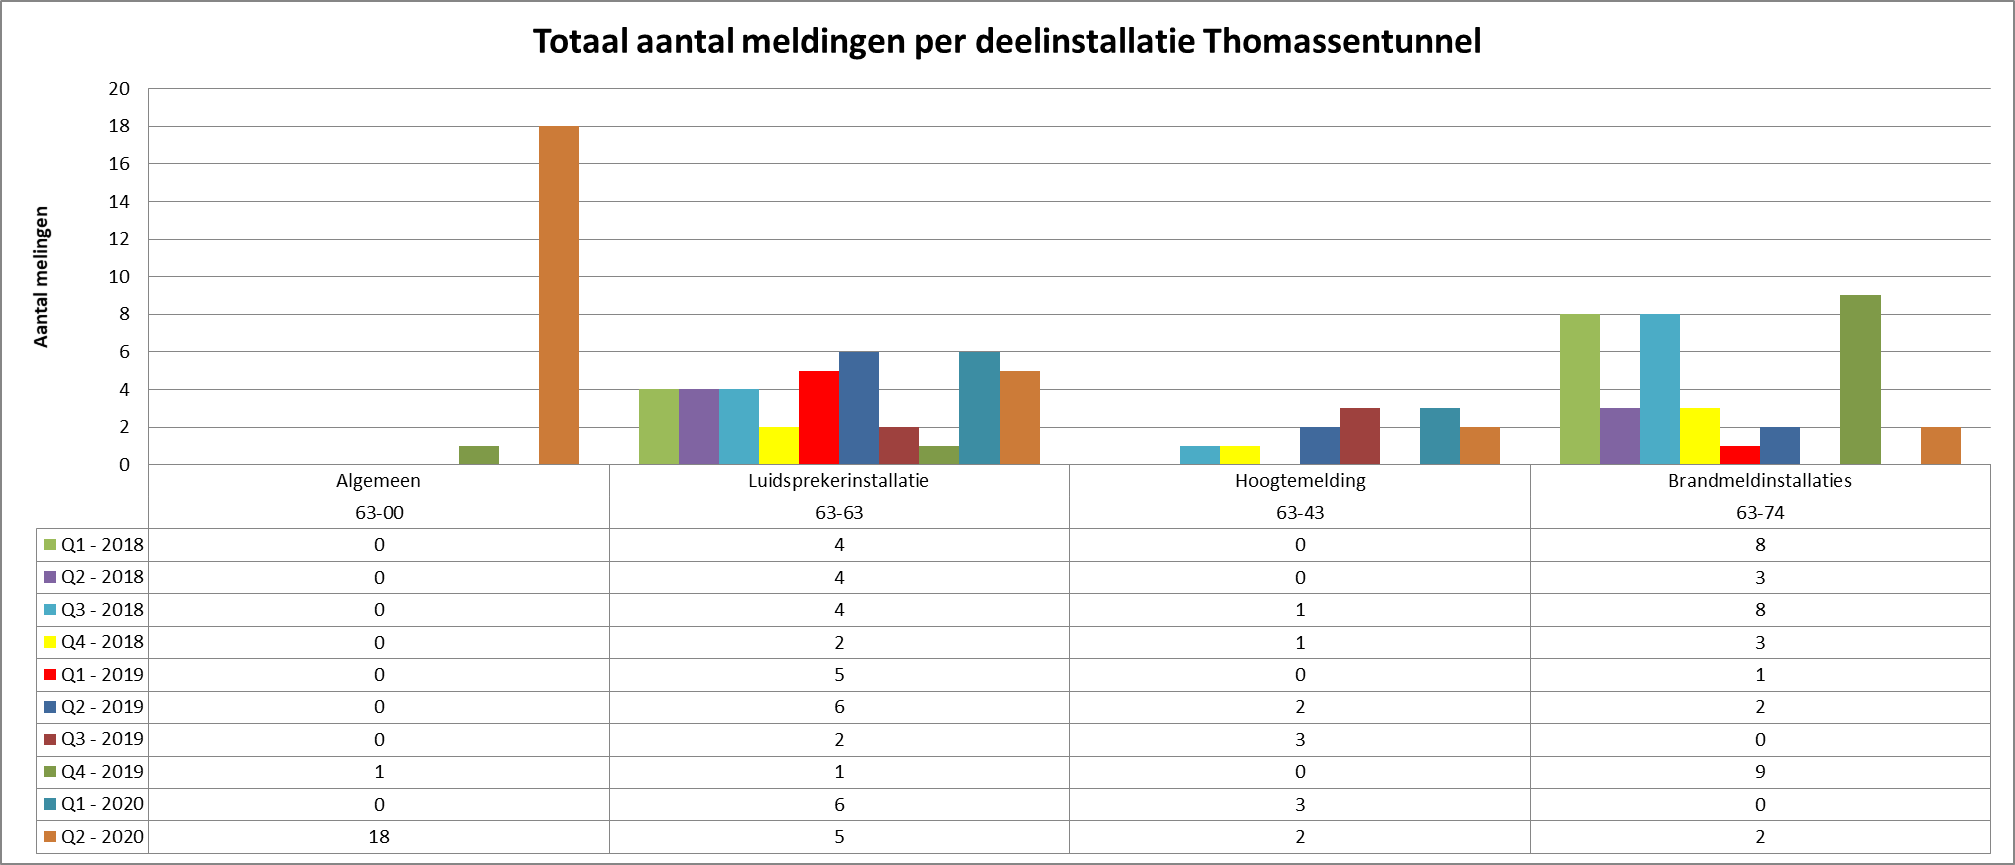 Totaal aantal meldingen per deelinstallatie Thomassentunnel
Aantal melingen
20
18
16
14
12
10
8
6
4
2
0
Algemeen Luidsprekerinstallatie Hoogtemelding Brandmeldinstallaties
63-00 63-63 63-43 63-74
Q1 - 2018 0 4 0 8
Q2 - 2018 0 4 0 3
Q3 - 2018 0 4 1 8
Q4 - 2018 0 2 1 3
Q1 - 2019 0 5 0 1
Q2 - 2019 0 6 2 2
Q3 - 2019 0 2 3 0
Q4 - 2019 1 1 0 9
Q1 - 2020 0 6 3 0
Q2 - 2020 18 5 2 2